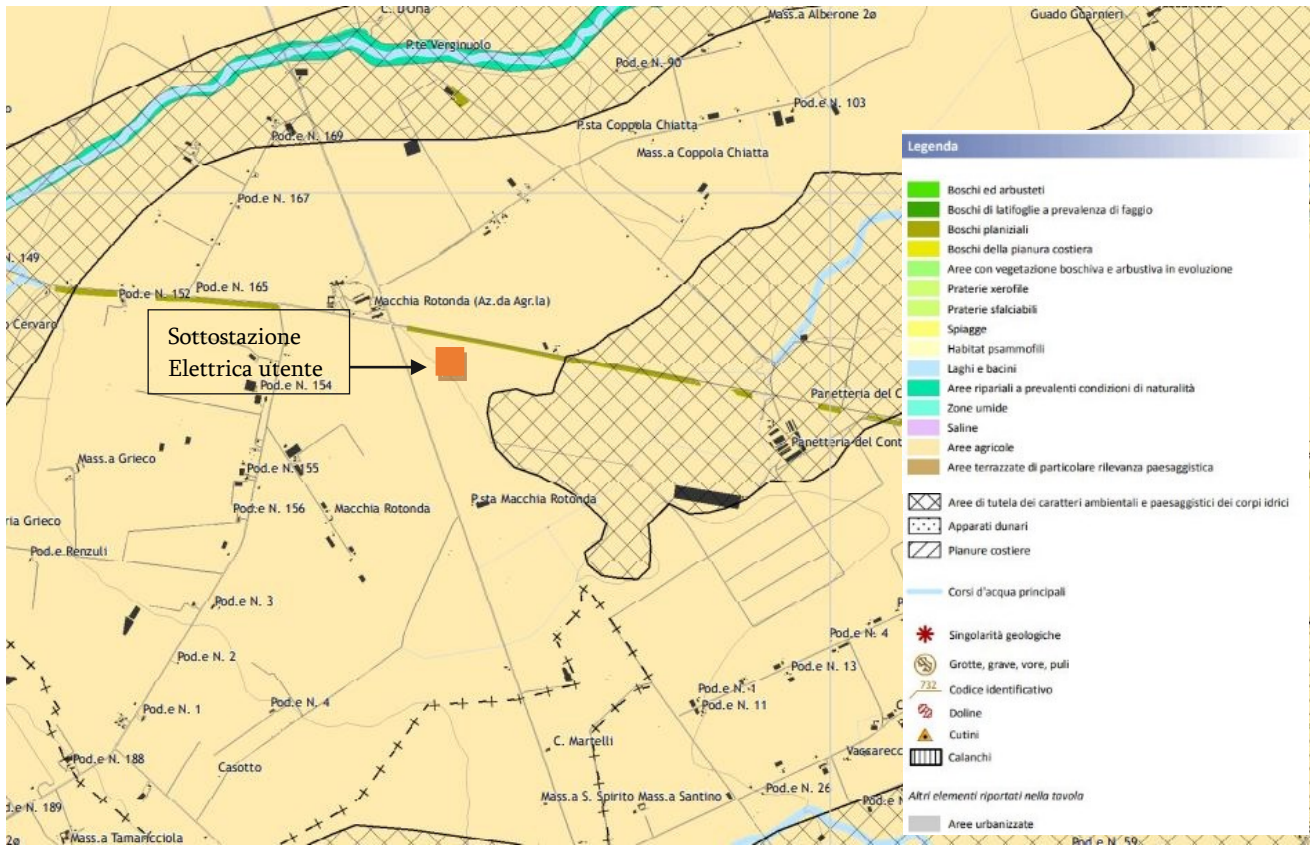 C. D'Ona
Mass.a Alberone 2ø
Guado Guarnieri
P.te Verginuolo
Pod.e N. 90
Pod.e N. 103
P.sta Coppola Chiatta
Pod.e N. 169
Mass.a Coppola Chiatta
Pod.e N. 167
N. 149
Pod.e N. 152
Pod.e N. 165
Macchia Rotonda (Az.da Agr.la)
o Cervaro
Sottostazione
Elettrica utente
Pod.e N. 154
Panetteria del C
Panetteria del Cont
Mass.a Grieco
Pod.e N. 155
P.sta Macchia Rotonda
Pod.e N. 156
Macchia Rotonda
ria Grieco
Pod.e Renzuli
Pod.e N. 3
Pod.e N. 4
Pod.e N. 2
Pod.e N. 13
Pod.e N. 1
Pod.e N. 11
Pod.e N. 4
Pod.e N. 1
C. Martelli
Vassarecc
Pod.e N. 188
Casotto
Pod.e N. 26
Mass.a S. Spirito
Mass.a Santino
Pod.e N
d.e N. 189
2ø
Mass.a Tamaricciola
Pod.e N. 59
Legenda
Boschi ed arbusteti
Boschi di latifoglie a prevalenza di faggio
Boschi planiziali
Boschi della pianura costiera
Aree con vegetazione boschiva e arbustiva in evoluzione
Praterie xerofile
Praterie sfalciabili
Spiagge
Habitat psammofili
Laghi e bacini
Aree ripariali a prevalenti condizioni di naturalità
Zone umide
Saline
Aree agricole
Aree terrazzate di particolare rilevanza paesaggistica
Aree di tutela dei caratteri ambientali e paesaggistici dei corpi idrici
Apparati dunari
Pianure costiere
Corsi d'acqua principali
Singolarità geologiche
Grotte, grave, vore, puli
732 Codice identificativo
Doline
Cutini
Calanchi
Altri elementi riportati nella tavola
Aree urbanizzate